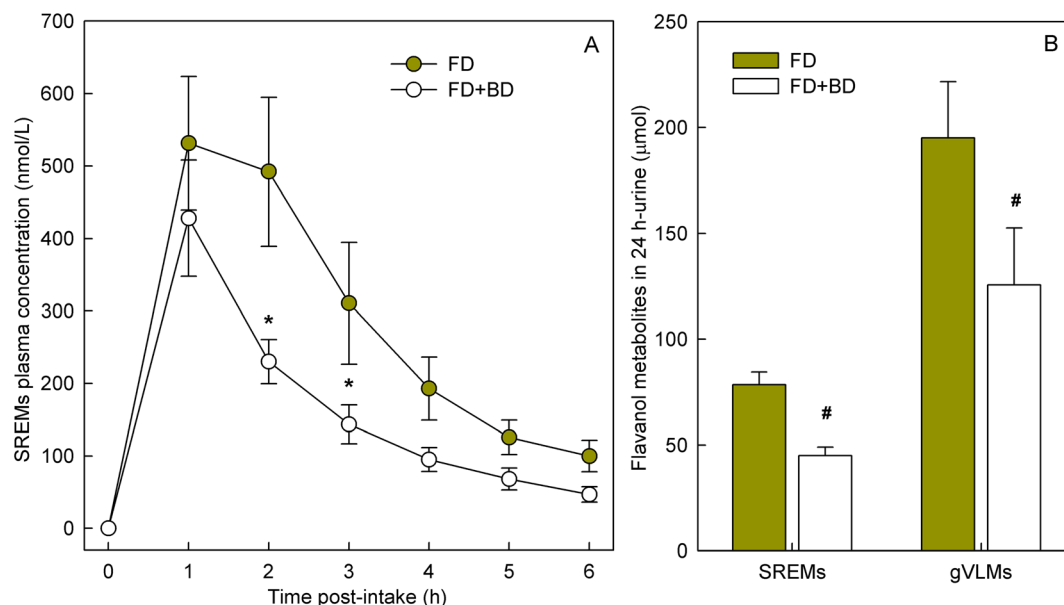 A
FD
FD+BD
SREMs plasma concentration (nmol/L)
700
600
500
400
300
200
100
0
*
*
0 1 2 3 4 5 6
Time post-intake (h)
B
FD
FD+BD
Flavanol metabolites in 24 h-urine (μmol)
250
200
150
100
50
0
#
#
SREMs gVLMs